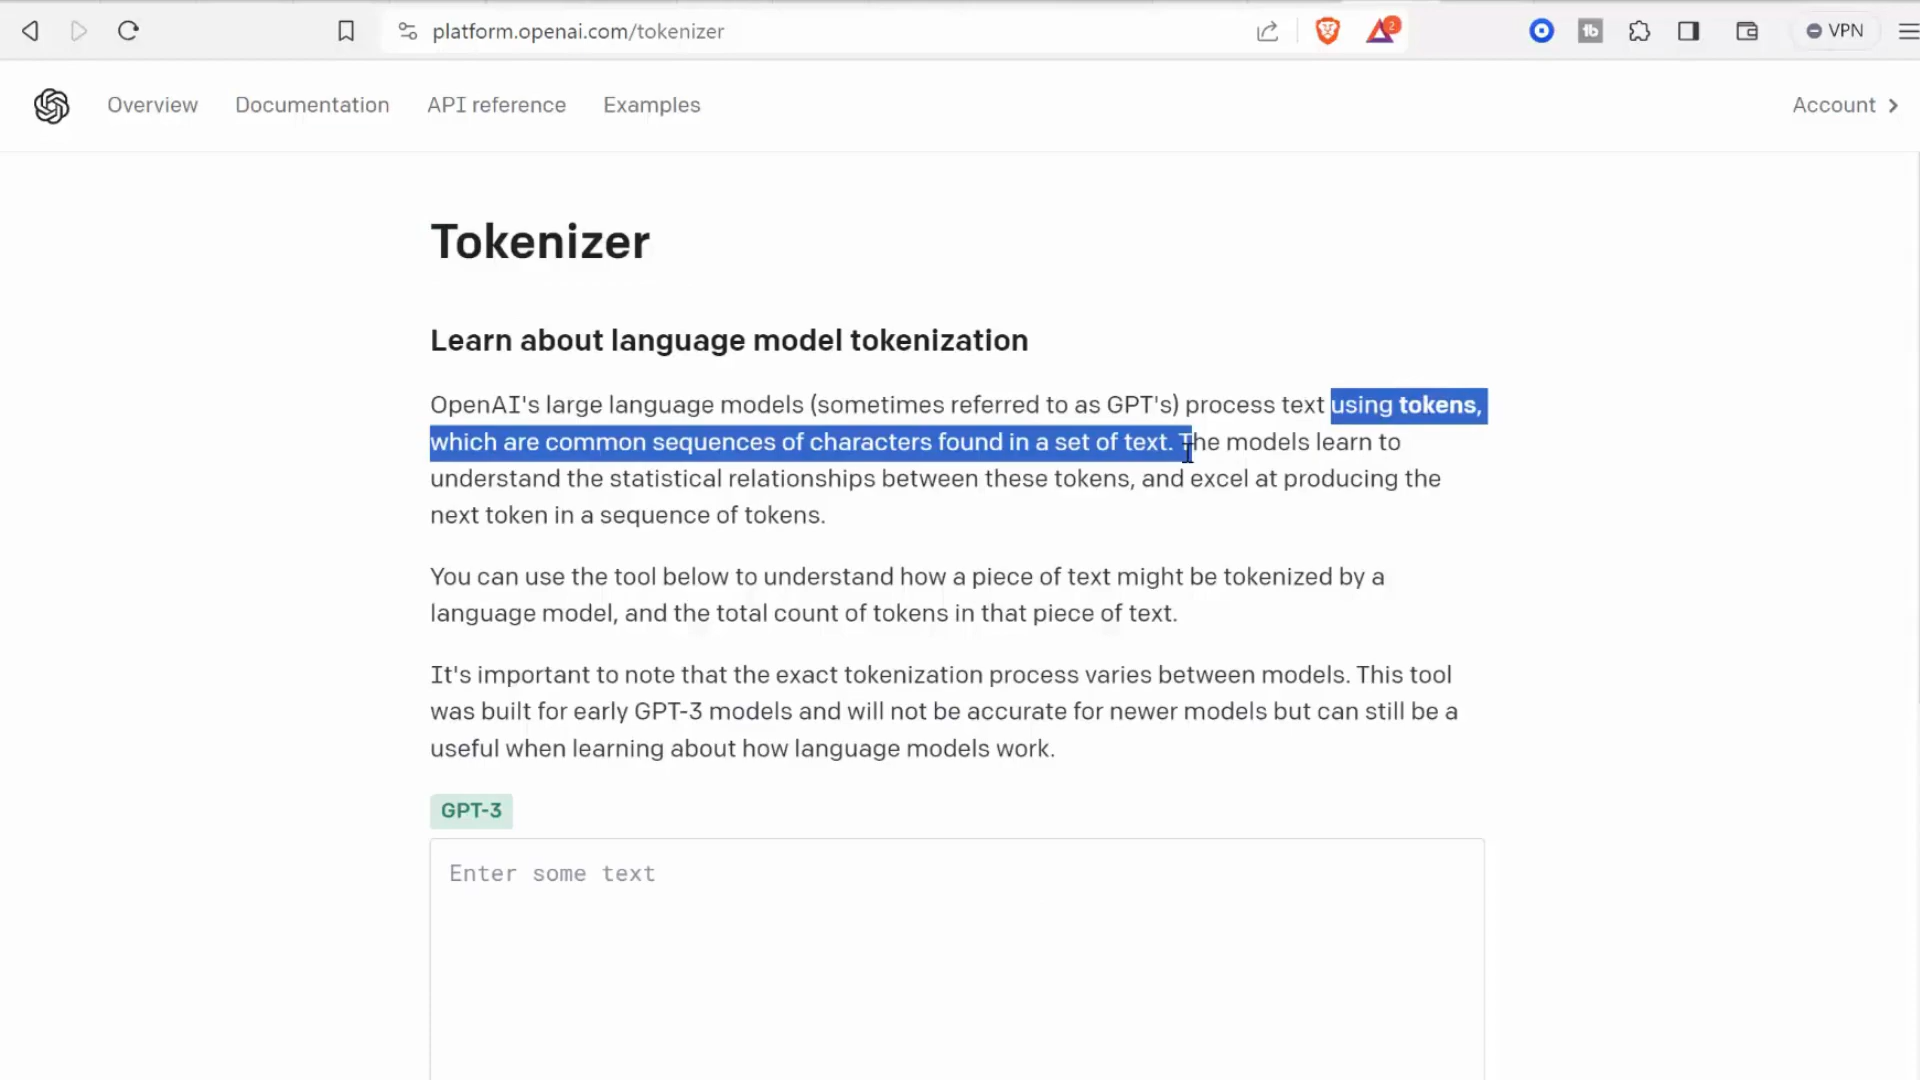 platform.openai.com/tokenizer
2
1b
VPN
Overview
Documentation
API reference
Examples
Account
Tokenizer
Learn about language model tokenization
OpenAI's large language models (sometimes referred to as GPT's) process text using tokens,
which are common sequences of characters found in a set of text. The models learn to
understand the statistical relationships between these tokens, and excel at producing the
next token in a sequence of tokens.
You can use the tool below to understand how a piece of text might be tokenized by a
language model, and the total count of tokens in that piece of text.
It's important to note that the exact tokenization process varies between models. This tool
was built for early GPT-3 models and will not be accurate for newer models but can still be a
useful when learning about how language models work.
GPT-3
Enter some text